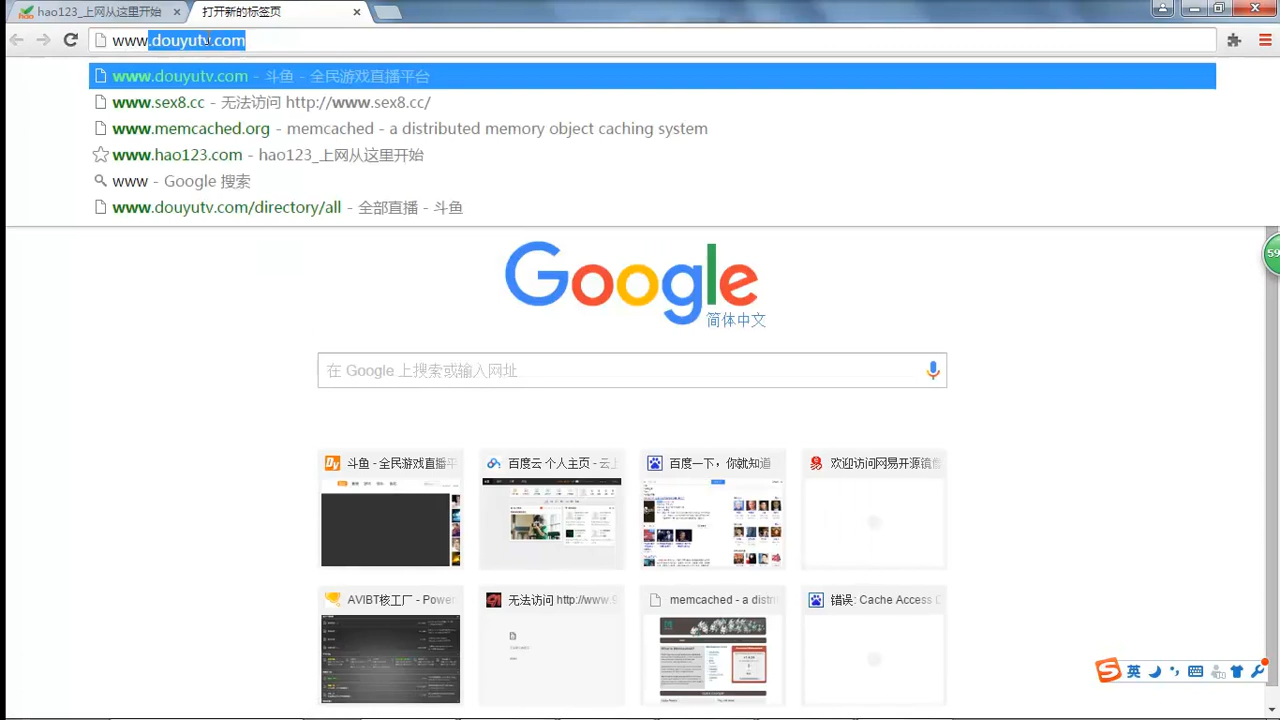 hao123_上网从这里开始
打开新的标签页
www.douyutv.com
www.douyutv.com - 斗鱼 - 全民游戏直播平台
www.sex8.cc - 无法访问 http://www.sex8.cc/
www.memcached.org - memcached - a distributed memory object caching system
www.hao123.com - hao123_上网从这里开始
www - Google 搜索
www.douyutv.com/directory/all - 全部直播 - 斗鱼
59
Google
简体中文
在 Google 上搜索或输入网址
斗鱼 - 全民游戏直播平
百度云 个人主页 - 云上
百度一下，你就知道
欢迎访问网易开源镜像
AVIBT核工厂 - Power
无法访问 http://www.9
memcached - a distri
错误: Cache Access D